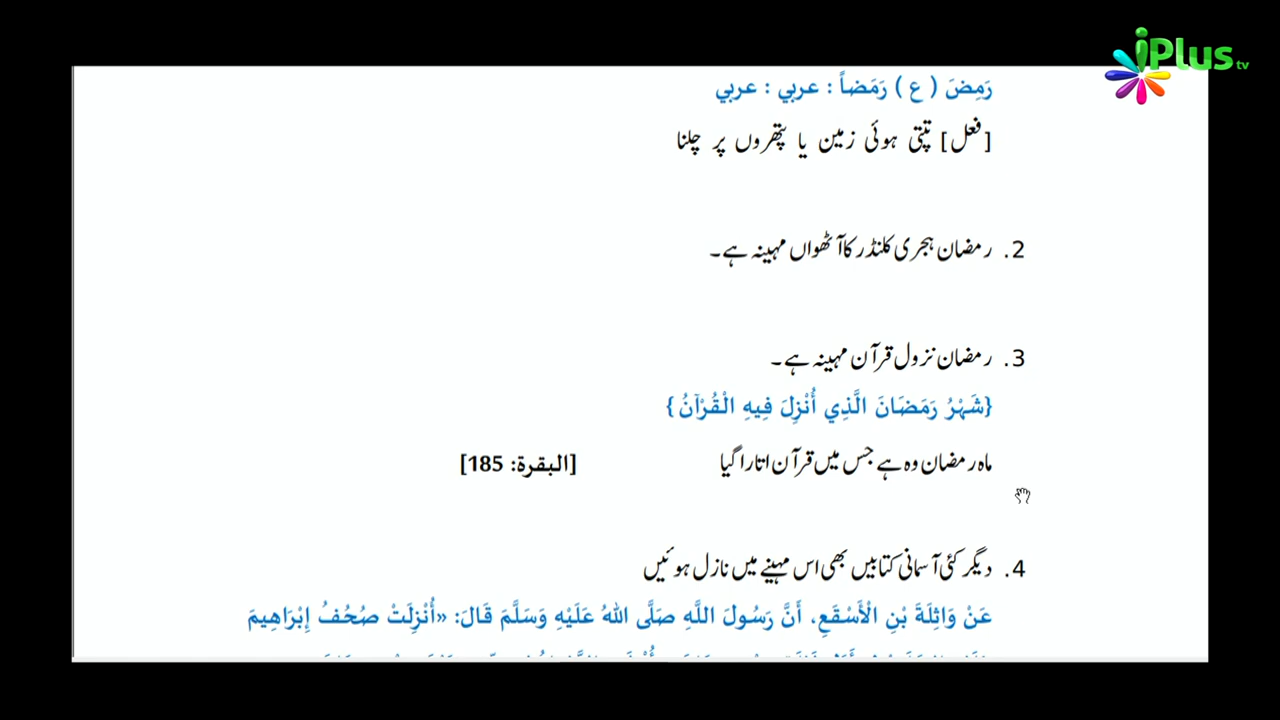 iPlus tv
رَمِضَ ( ع ) رَمَضاً : عربي : عربي
[فعل] تپتی ہوئی زمین یا پتھروں پر چلنا
2. رمضان ہجری کلنڈر کا آٹھواں مہینہ ہے۔
3. رمضان نزول قرآن مہینہ ہے۔
{شَهْرُ رَمَضَانَ الَّذِي أُنْزِلَ فِيهِ الْقُرْآنُ}
ماہ رمضان وہ ہے جس میں قرآن اتارا گیا [البقرة: 185]
4. دیگر کئی آسمانی کتابیں بھی اس مہینے میں نازل ہوئیں
عَنْ وَاثِلَةَ بْنِ الْأَسْقَعِ، أَنَّ رَسُولَ اللَّهِ صَلَّى اللهُ عَلَيْهِ وَسَلَّمَ قَالَ: «أُنْزِلَتْ صُحُفُ إِبْرَاهِيمَ